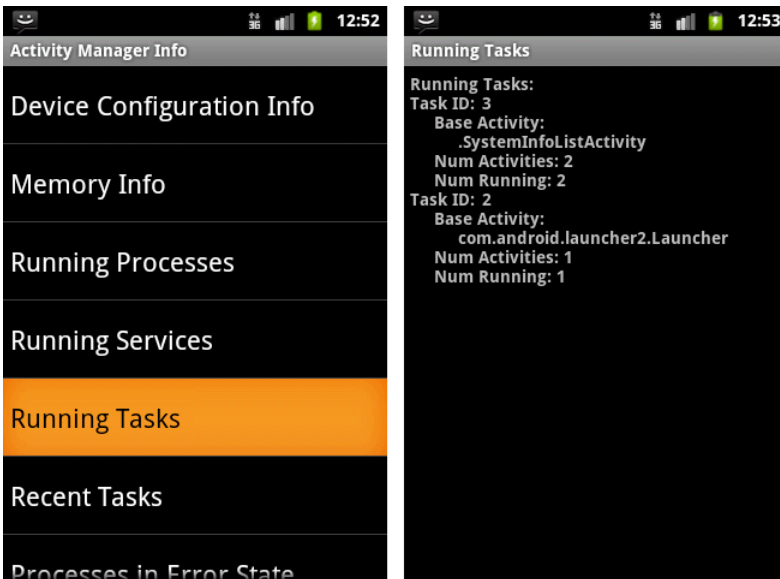 3G 12:52
Activity Manager Info
Device Configuration Info
Memory Info
Running Processes
Running Services
Running Tasks
Recent Tasks
Processes in Error State
3G 12:53
Running Tasks
Running Tasks:
Task ID: 3
Base Activity:
.SystemInfoListActivity
Num Activities: 2
Num Running: 2
Task ID: 2
Base Activity:
com.android.launcher2.Launcher
Num Activities: 1
Num Running: 1